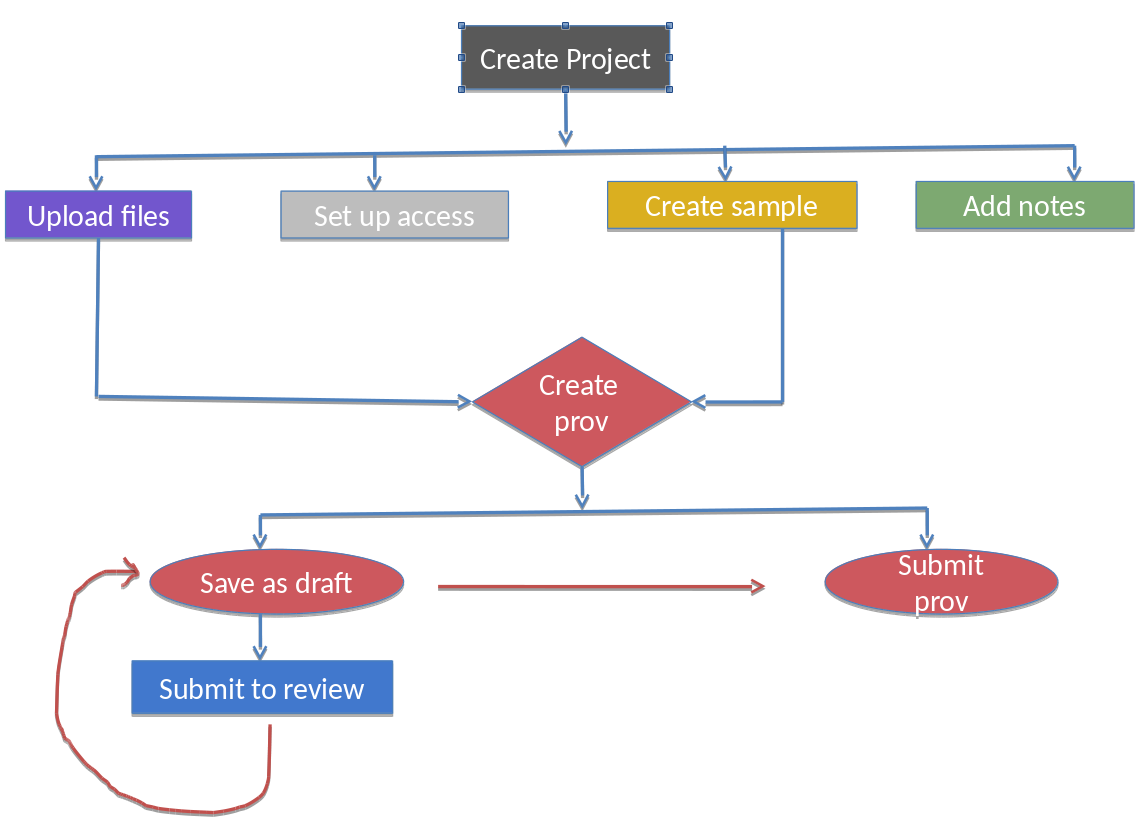 Create Project
Upload files
Set up access
Create sample
Add notes
Create
prov
Save as draft
Submit
prov
Submit to review